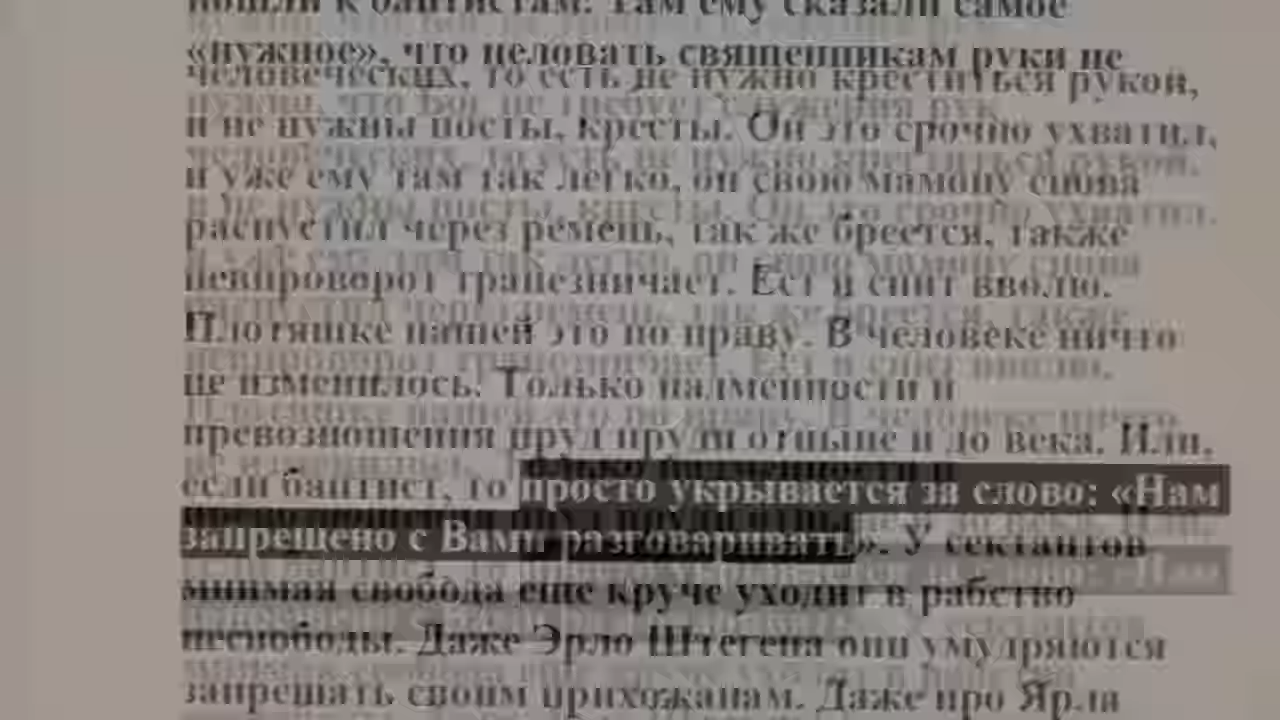 пошли к баптистам. Там ему сказали самое
«нужное», что целовать священникам руки не
человеческих, то есть не нужно креститься рукой,
и не нужны посты, кресты. Он это срочно ухватил,
и уже ему там так легко, он свою мамону снова
распустил через ремень, так же бреется, также
невпроворот трапезничает. Ест и спит вволю.
Плотяшке нашей это по нраву. В человеке ничто
не изменилось. Только надменности и
превозношения пруд пруди отныне и до века. Или,
если баптист, то просто укрывается за слово: «Нам
запрещено с Вами разговаривать». У сектантов
мнимая свобода еще круче уходит в рабство
несвободы. Даже Эрло Штегена они умудряются
запрещать своим прихожанам. Даже про Ярла